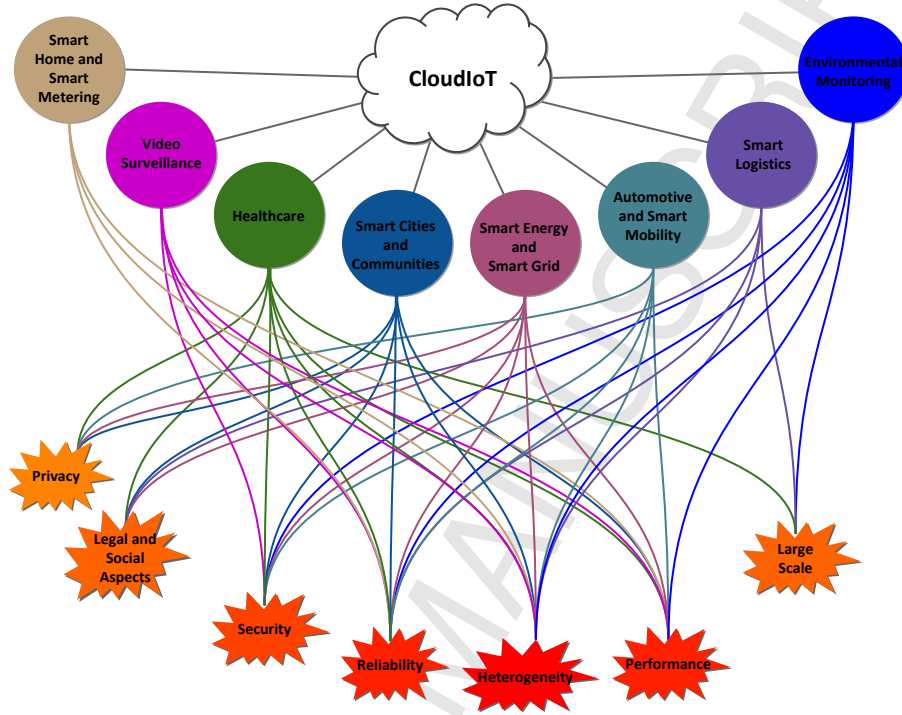 CloudIoT
Smart
Home and
Smart
Metering
Environmental
Monitoring
Video
Surveillance
Smart
Logistics
Healthcare
Smart Cities
and
Communities
Smart Energy
and
Smart Grid
Automotive
and Smart
Mobility
Privacy
Legal and
Social
Aspects
Security
Reliability
Heterogeneity
Performance
Large
Scale
MANUSCRIP